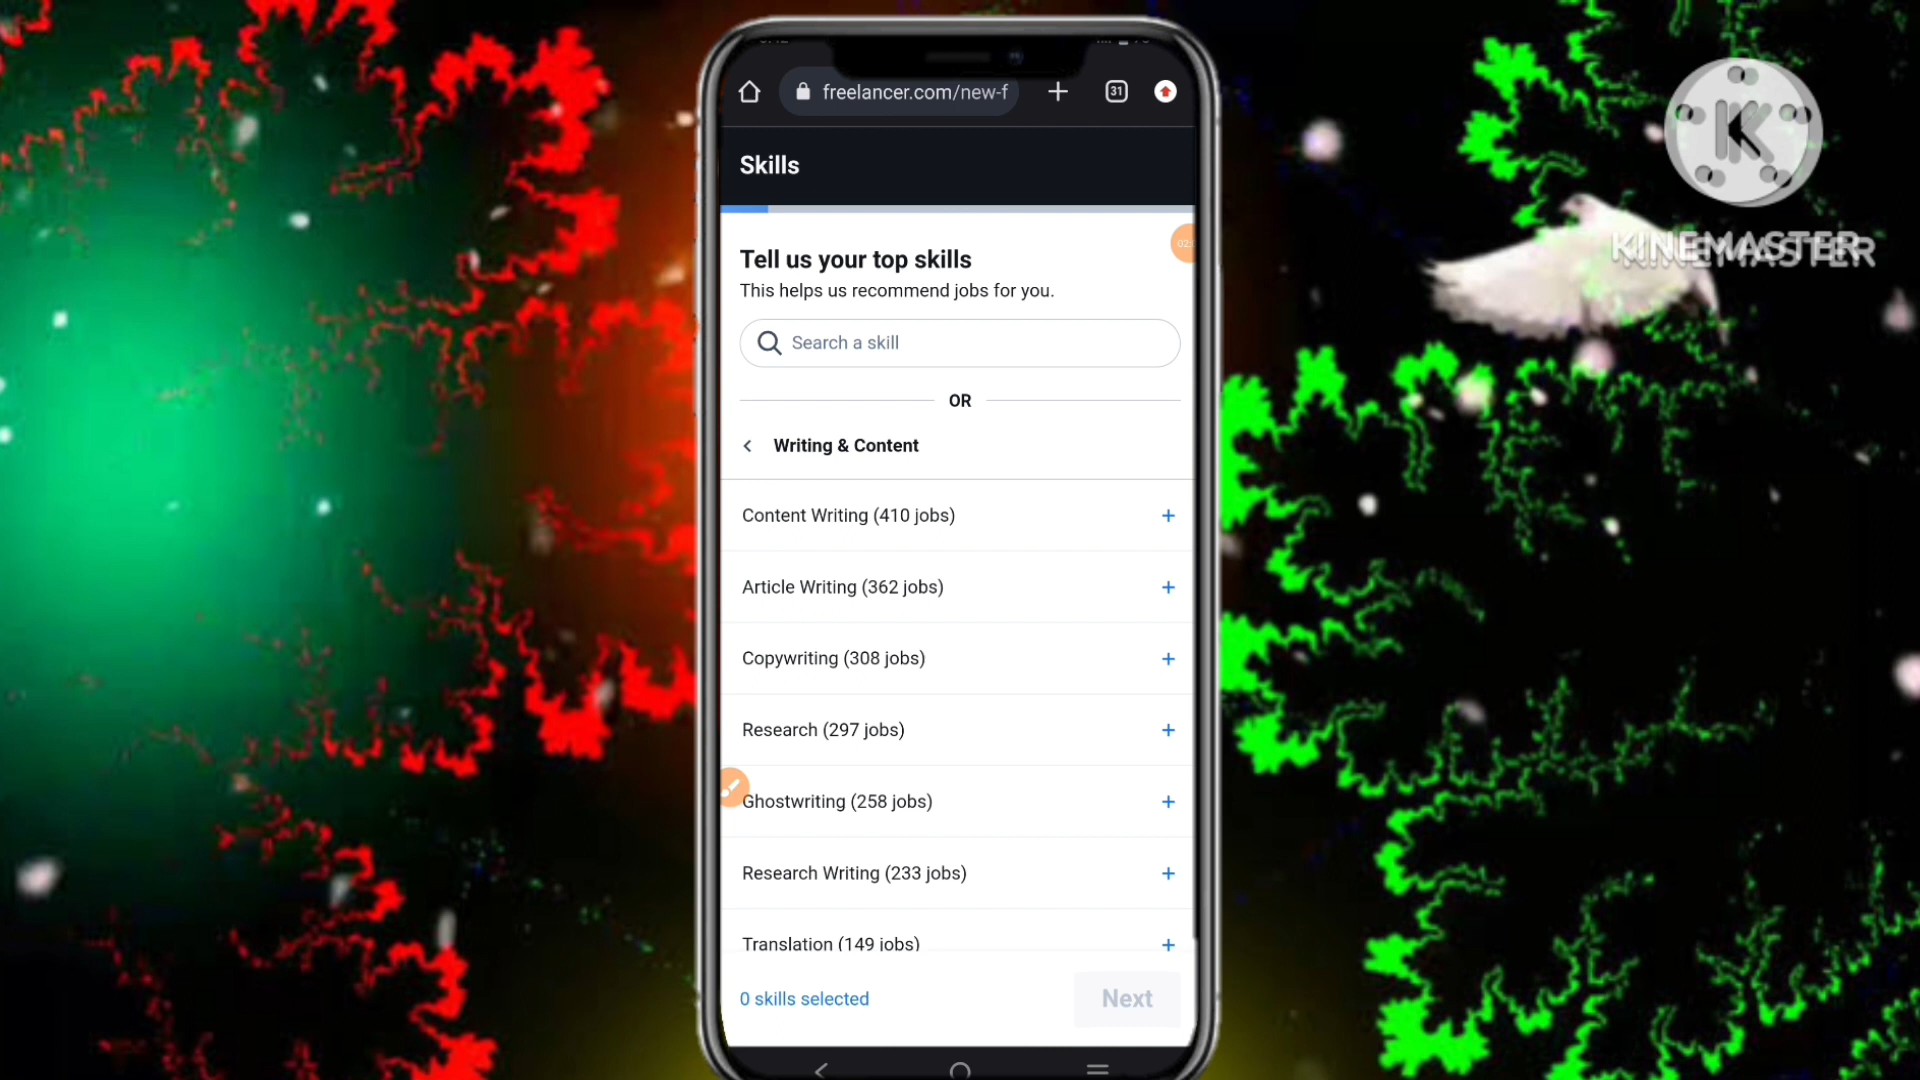 freelancer.com/new-f
31
Skills
Tell us your top skills
This helps us recommend jobs for you.
Search a skill
OR
Writing & Content
Content Writing (410 jobs)
+
Article Writing (362 jobs)
+
Copywriting (308 jobs)
+
Research (297 jobs)
+
Ghostwriting (258 jobs)
+
Research Writing (233 jobs)
+
Translation (149 jobs)
+
0 skills selected
Next
K
KINEMASTER